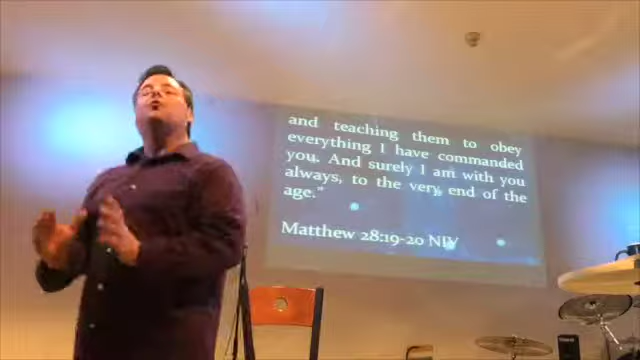 and teaching them to obey
everything I have commanded
you. And surely I am with you
always, to the very end of the
age."
Matthew 28:19-20 NIV